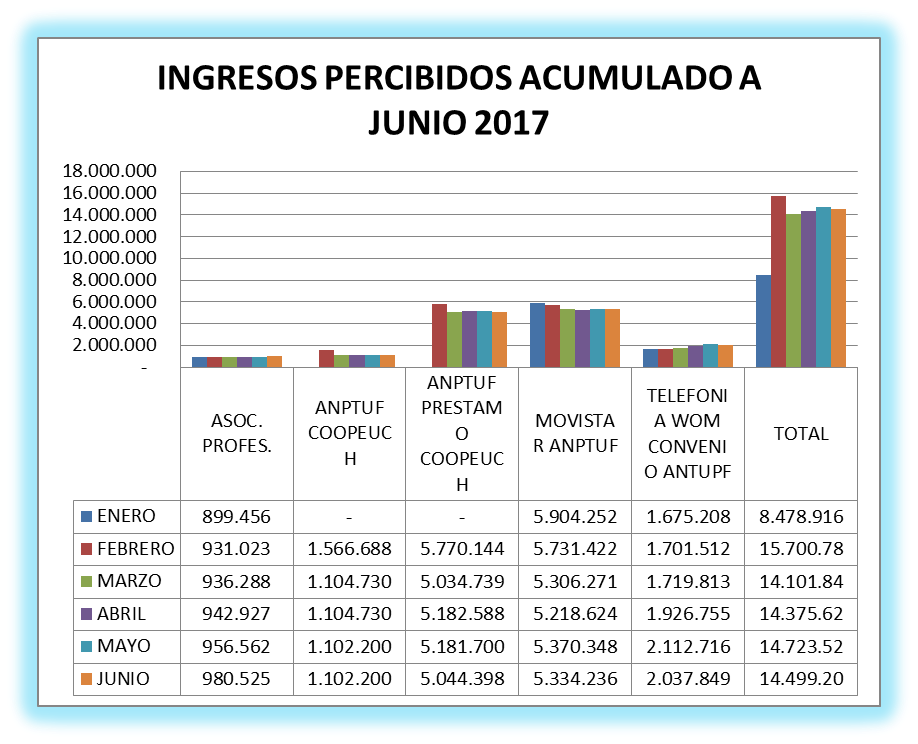 INGRESOS PERCIBIDOS ACUMULADO A
JUNIO 2017
18.000.000
16.000.000
14.000.000
12.000.000
10.000.000
8.000.000
6.000.000
4.000.000
2.000.000
-
ASOC.
PROFES.
ANPTUF
COOPEUC
H
ANPTUF
PRESTAM
O
COOPEUC
H
MOVISTA
R ANPTUF
TELEFONI
A WOM
CONVENI
O ANTUPF
TOTAL
ENERO 899.456 - - 5.904.252 1.675.208 8.478.916
FEBRERO 931.023 1.566.688 5.770.144 5.731.422 1.701.512 15.700.78
MARZO 936.288 1.104.730 5.034.739 5.306.271 1.719.813 14.101.84
ABRIL 942.927 1.104.730 5.182.588 5.218.624 1.926.755 14.375.62
MAYO 956.562 1.102.200 5.181.700 5.370.348 2.112.716 14.723.52
JUNIO 980.525 1.102.200 5.044.398 5.334.236 2.037.849 14.499.20